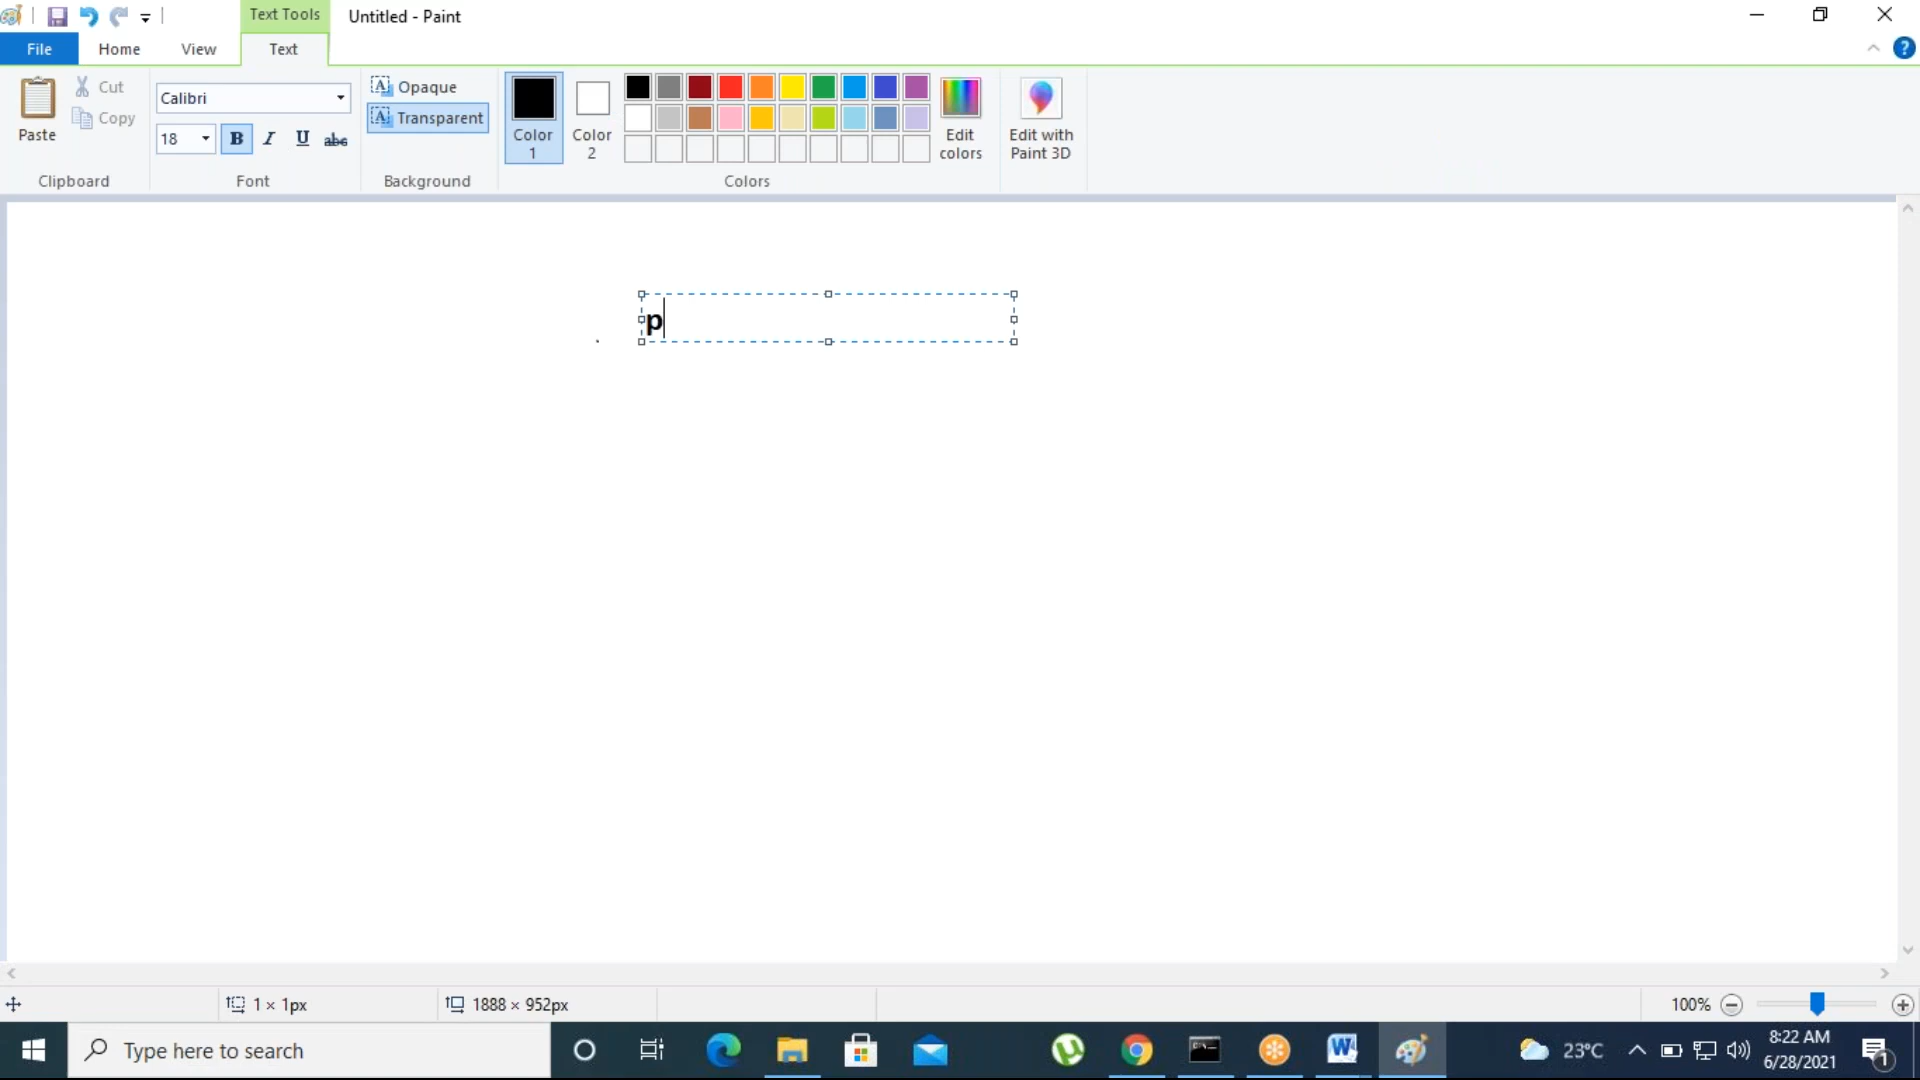 Text Tools
Untitled - Paint
File
Home
View
Text
Paste
Cut
Copy
Clipboard
Calibri
18
B
I
U
abc
Font
Opaque
Transparent
Background
Color
1
Color
2
Colors
Edit
colors
Edit with
Paint 3D
p
1 × 1px
1888 × 952px
100%
Type here to search
23°C
8:22 AM
6/28/2021
1